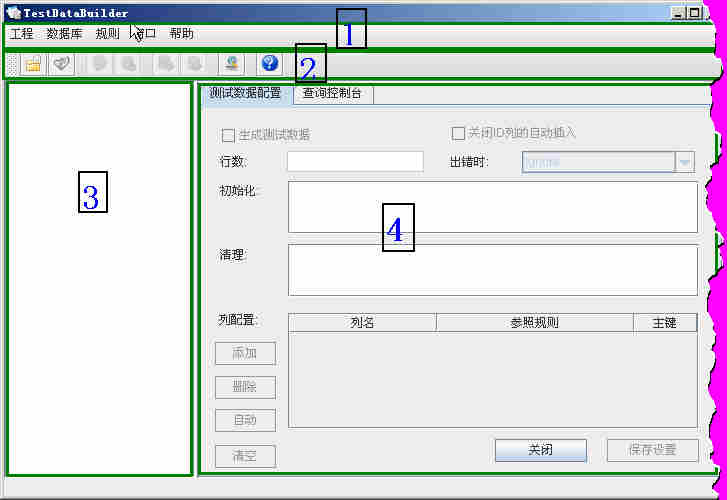 TestDataBuilder
工程 数据库 规则 窗口 帮助
1
2
测试数据配置 查询控制台
生成测试数据 关闭ID列的自动插入
行数: 出错时: Ignore
3
初始化:
4
清理:
列配置: 列名 参照规则 主键
添加
删除
自动
清空 关闭 保存设置